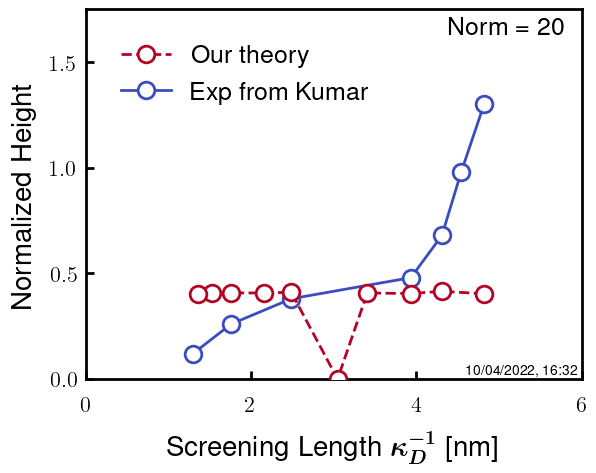 Norm = 20
Our theory
Exp from Kumar
Normalized Height
1.5
1.0
0.5
0.0
10/04/2022, 16:32
0 2 4 6
Screening Length κ_D^{-1} [nm]